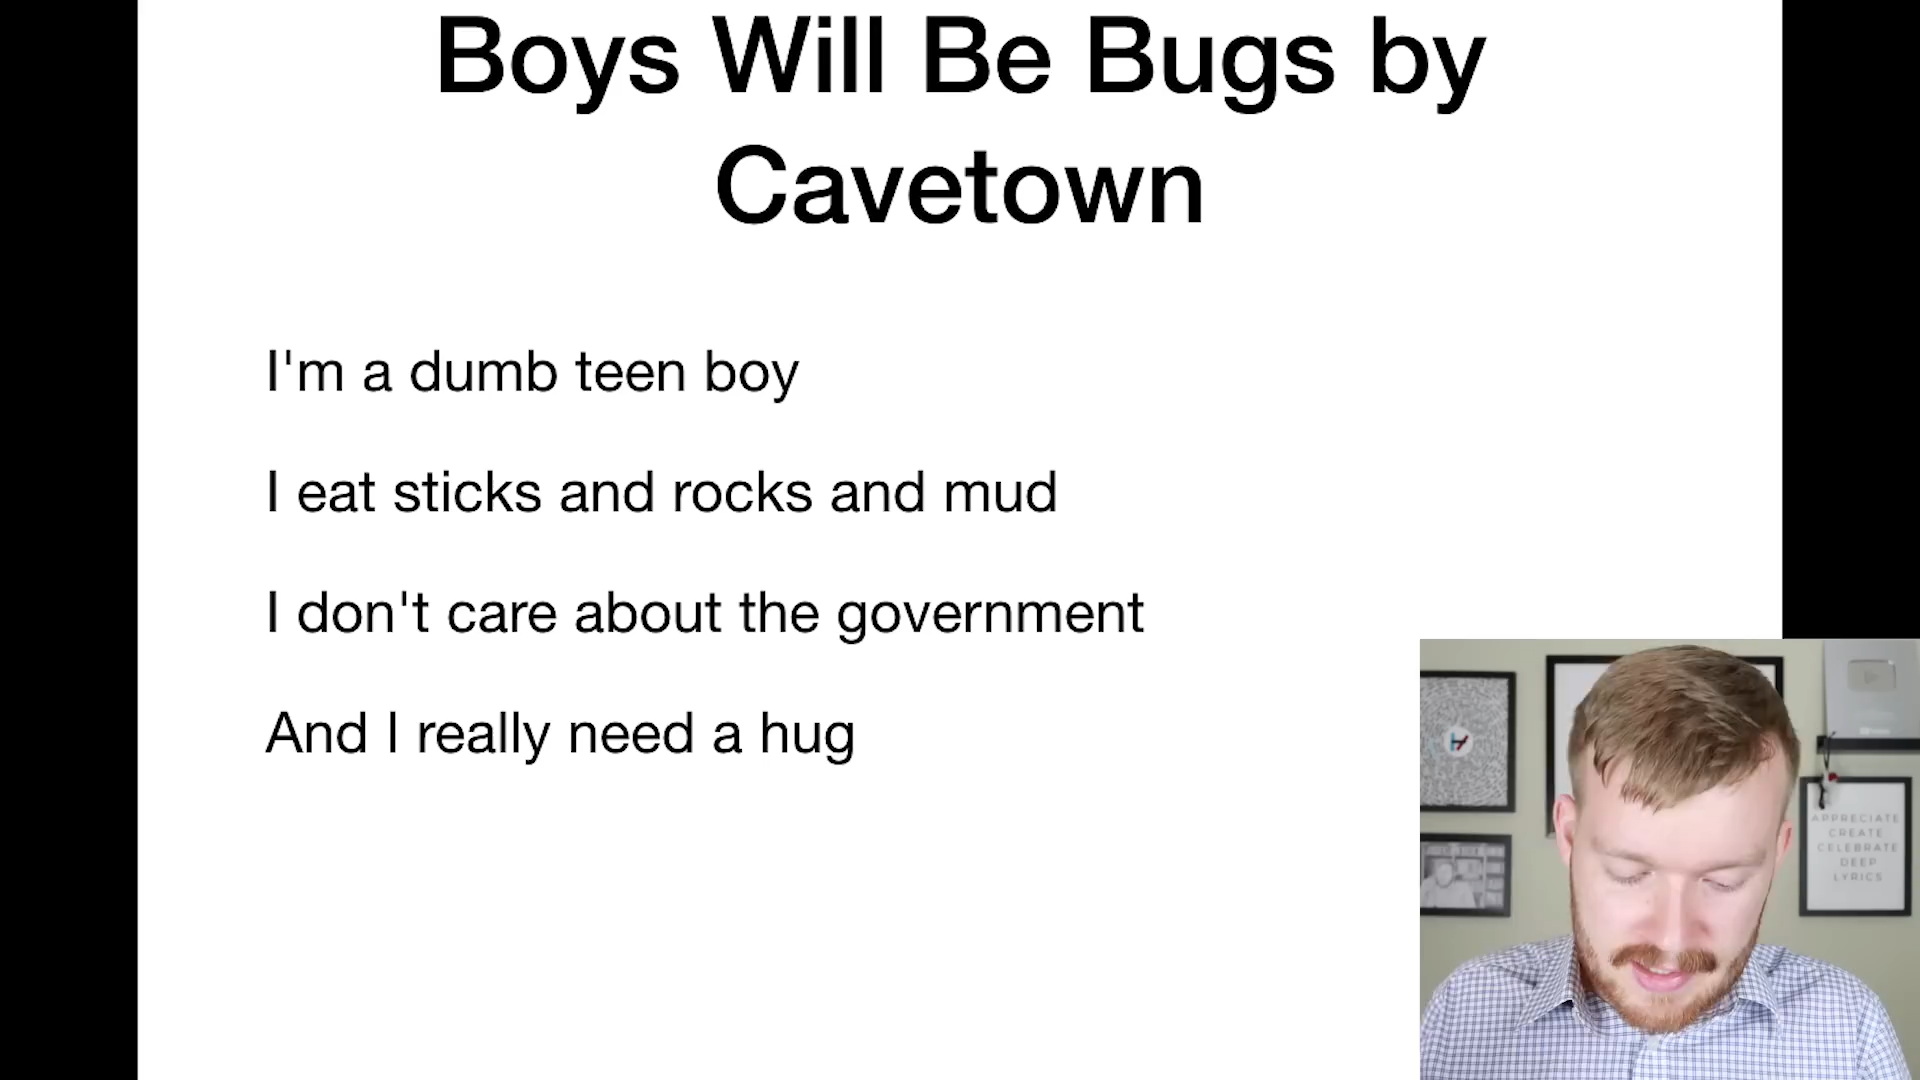 Boys Will Be Bugs by
Cavetown
I'm a dumb teen boy
I eat sticks and rocks and mud
I don't care about the government
And I really need a hug
APPRECIATE
CREATE
CELEBRATE
DEEP
LYRICS